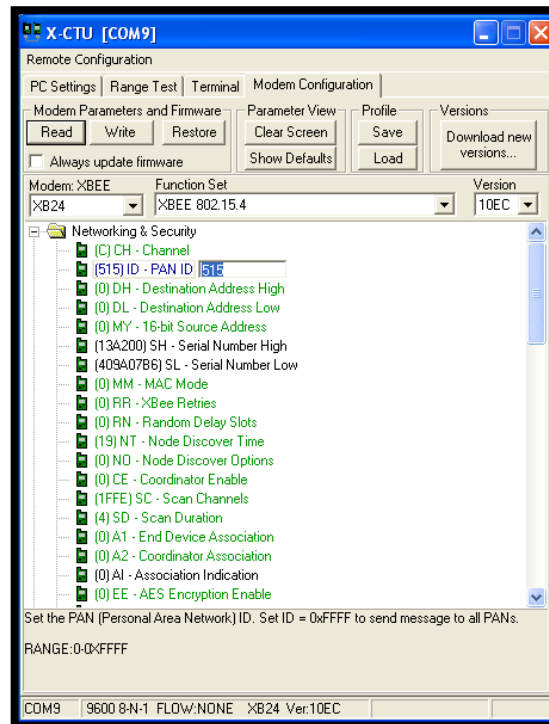 X-CTU [COM9]
Remote Configuration
PC Settings Range Test Terminal Modem Configuration
Modem Parameters and Firmware Parameter View Profile Versions
Read Write Restore Clear Screen Save Download new versions...
Always update firmware Show Defaults Load
Modem: XBEE Function Set Version
XB24 XBEE 802.15.4 10EC
Networking & Security
(C) CH - Channel
(515) ID - PAN ID 515
(0) DH - Destination Address High
(0) DL - Destination Address Low
(0) MY - 16-bit Source Address
(13A200) SH - Serial Number High
(409A07B6) SL - Serial Number Low
(0) MM - MAC Mode
(0) RR - XBee Retries
(0) RN - Random Delay Slots
(19) NT - Node Discover Time
(0) NO - Node Discover Options
(0) CE - Coordinator Enable
(1FFE) SC - Scan Channels
(4) SD - Scan Duration
(0) A1 - End Device Association
(0) A2 - Coordinator Association
(0) AI - Association Indication
(0) EE - AES Encryption Enable
Set the PAN (Personal Area Network) ID. Set ID = 0xFFFF to send message to all PANs.
RANGE:0-0XFFFF
COM9 9600 8-N-1 FLOW:NONE XB24 Ver:10EC